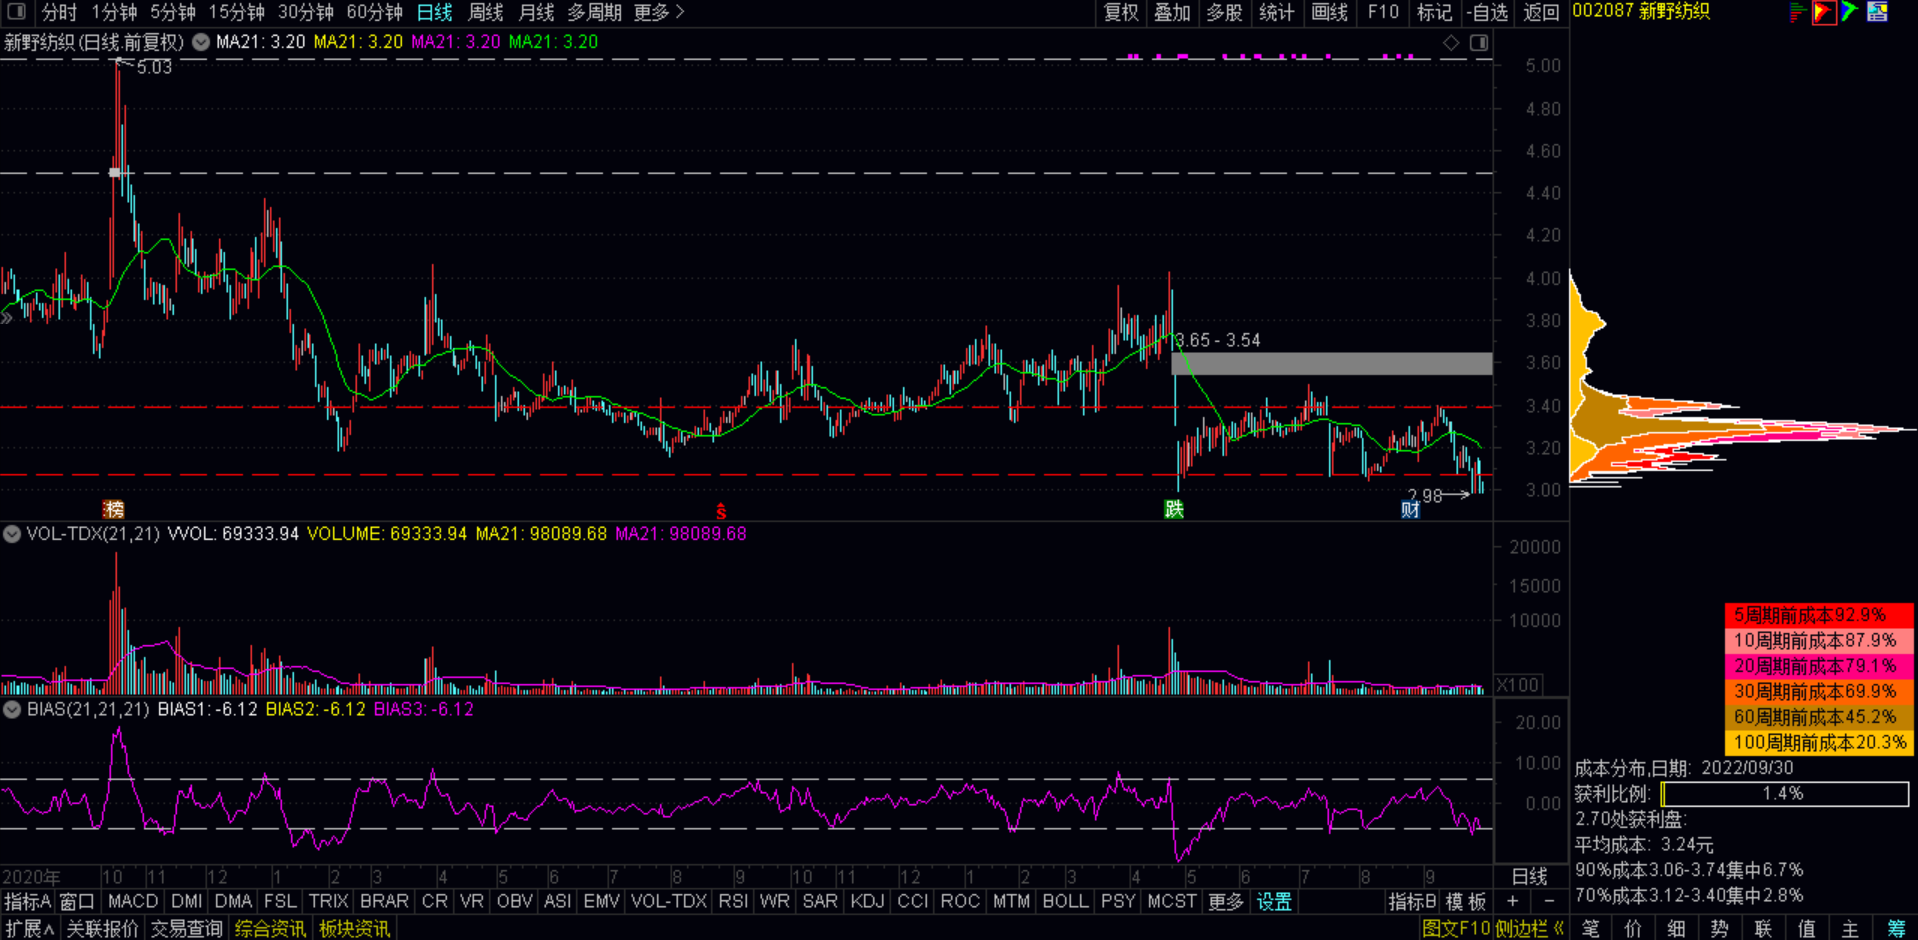 分时 1分钟 5分钟 15分钟 30分钟 60分钟 日线 周线 月线 多周期 更多 > 复权 叠加 多股 统计 画线 F10 标记 -自选 返回 002087 新野纺织
新野纺织(日线.前复权) MA21: 3.20 MA21: 3.20 MA21: 3.20 MA21: 3.20
5.03
5.00
4.80
4.60
4.40
4.20
4.00
3.80
3.60
3.40
3.20
3.00
3.65 - 3.54
2.98
榜 S 跌 财
VOL-TDX(21,21) VVOL: 69333.94 VOLUME: 69333.94 MA21: 98089.68 MA21: 98089.68
20000
15000
10000
X100
BIAS(21,21,21) BIAS1: -6.12 BIAS2: -6.12 BIAS3: -6.12
20.00
10.00
0.00
2020年 10 11 12 1 2 3 4 5 6 7 8 9 10 11 12 1 2 3 4 5 6 7 8 9 日线
5周期前成本92.9%
10周期前成本87.9%
20周期前成本79.1%
30周期前成本69.9%
60周期前成本45.2%
100周期前成本20.3%
成本分布,日期: 2022/09/30
获利比例: 1.4%
2.70处获利盘:
平均成本: 3.24元
90%成本3.06-3.74集中6.7%
70%成本3.12-3.40集中2.8%
指标A 窗口 MACD DMI DMA FSL TRIX BRAR CR VR OBV ASI EMV VOL-TDX RSI WR SAR KDJ CCI ROC MTM BOLL PSY MCST 更多 设置 指标B 模板 + -
扩展∧ 关联报价 交易查询 综合资讯 板块资讯 图文F10 侧边栏 《 笔 价 细 势 联 值 主 筹